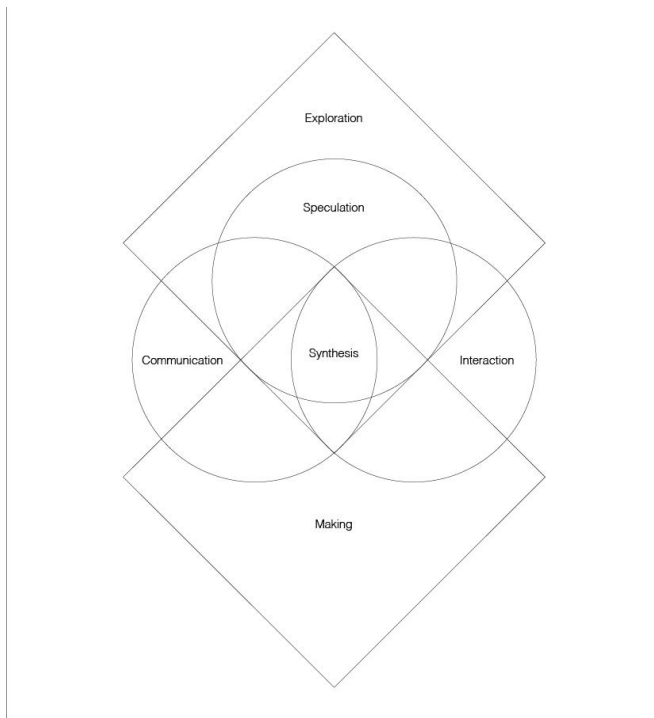 Exploration
Speculation
Communication
Synthesis
Interaction
Making